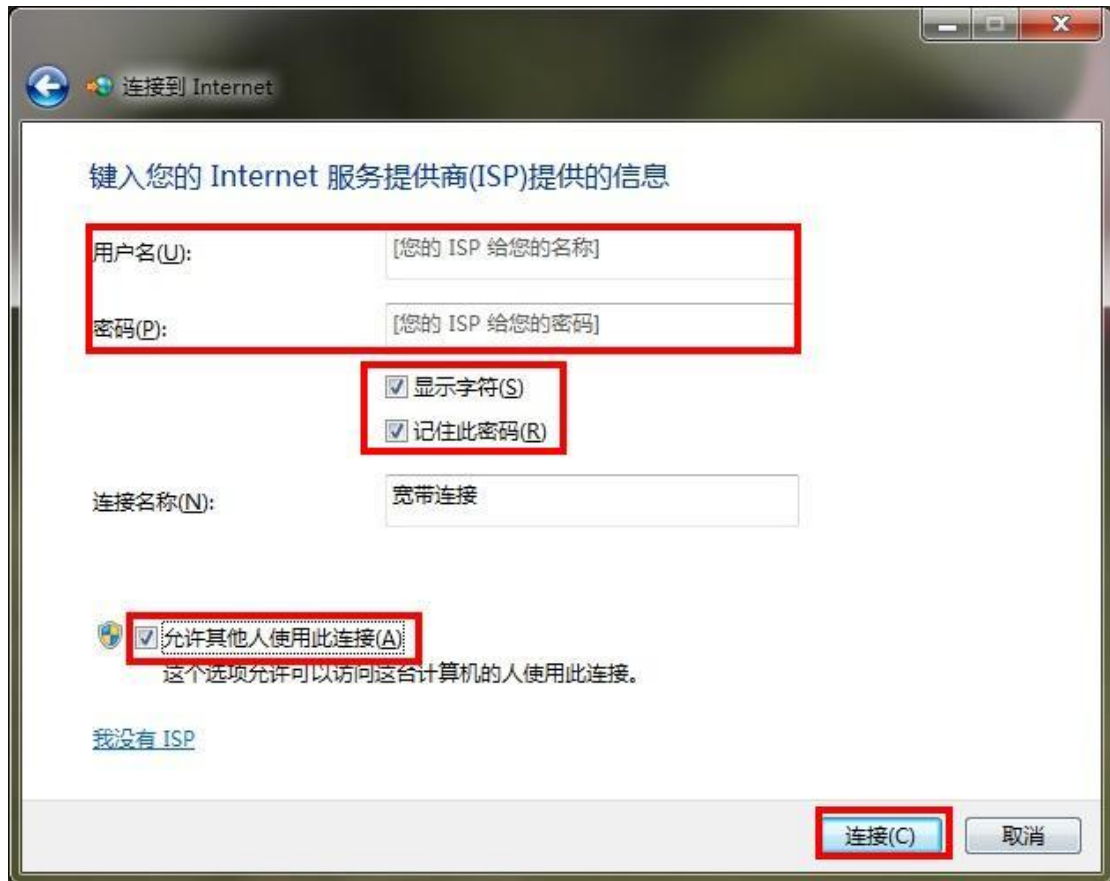 连接到 Internet
键入您的 Internet 服务提供商(ISP)提供的信息
用户名(U): [您的 ISP 给您的名称]
密码(P): [您的 ISP 给您的密码]
显示字符(S)
记住此密码(R)
连接名称(N): 宽带连接
允许其他人使用此连接(A)
这个选项允许可以访问这台计算机的人使用此连接。
我没有 ISP
连接(C) 取消